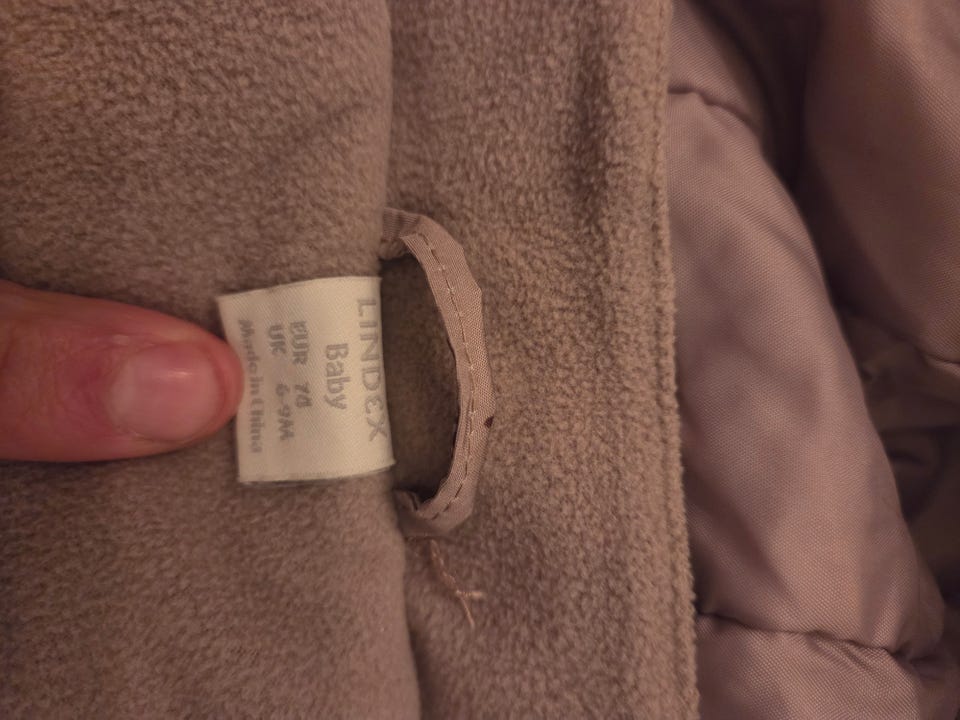 LINDEX
Baby
EUR 74
UK 6-9M
Made in China